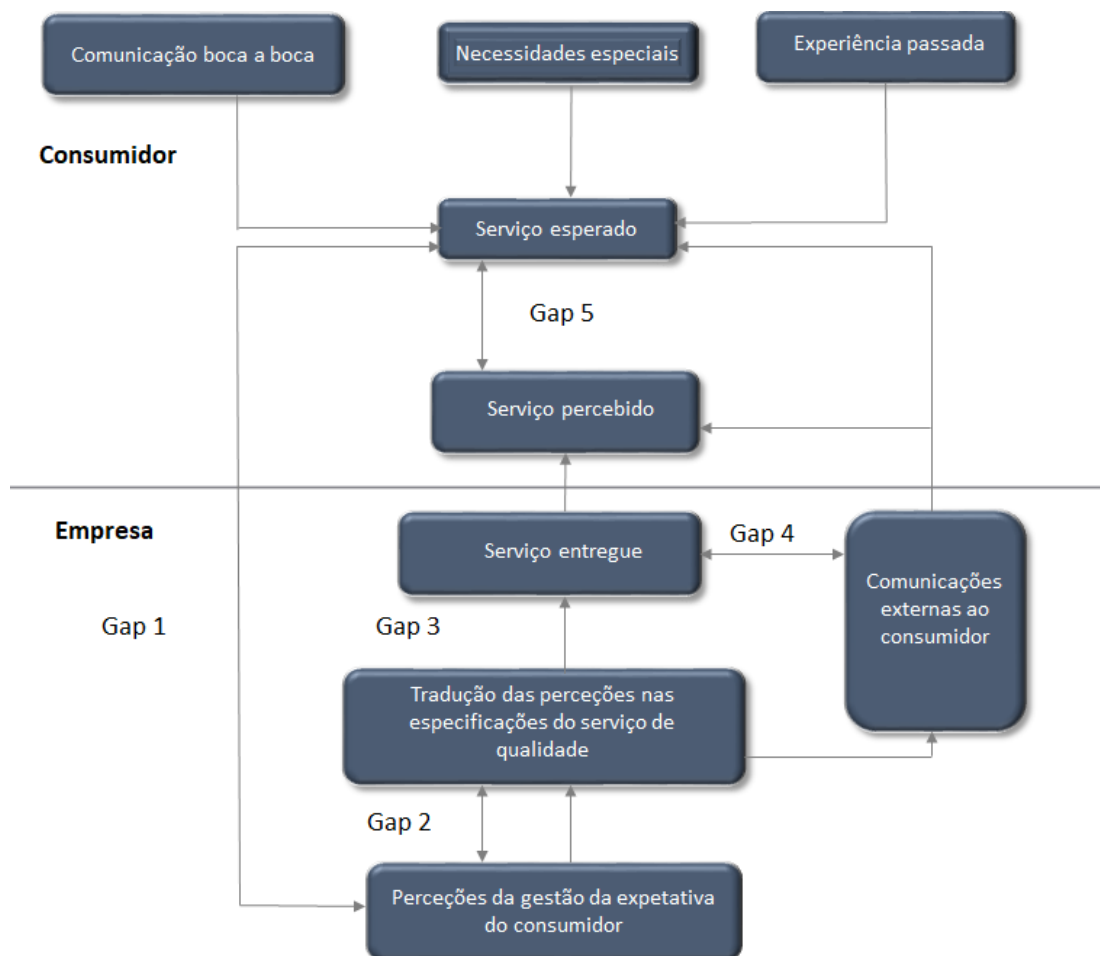 Comunicação boca a boca
Necessidades especiais
Experiência passada
Consumidor
Serviço esperado
Gap 5
Serviço percebido
Empresa
Serviço entregue
Gap 4
Comunicações
externas ao
consumidor
Gap 1
Gap 3
Tradução das perceções nas
especificações do serviço de
qualidade
Gap 2
Perceções da gestão da expetativa
do consumidor